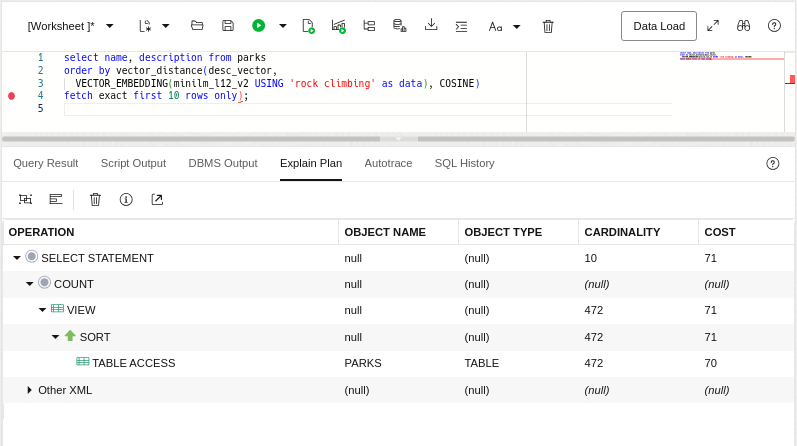 [Worksheet ]*
Aa
Data Load
1 select name, description from parks
2 order by vector_distance(desc_vector,
3 VECTOR_EMBEDDING(minilm_l12_v2 USING 'rock climbing' as data), COSINE)
4 fetch exact first 10 rows only);
5
Query Result Script Output DBMS Output Explain Plan Autotrace SQL History
OPERATION OBJECT NAME OBJECT TYPE CARDINALITY COST
SELECT STATEMENT null (null) 10 71
COUNT null (null) (null) (null)
VIEW null (null) 472 71
SORT null (null) 472 71
TABLE ACCESS PARKS TABLE 472 70
Other XML (null) (null) (null) (null)